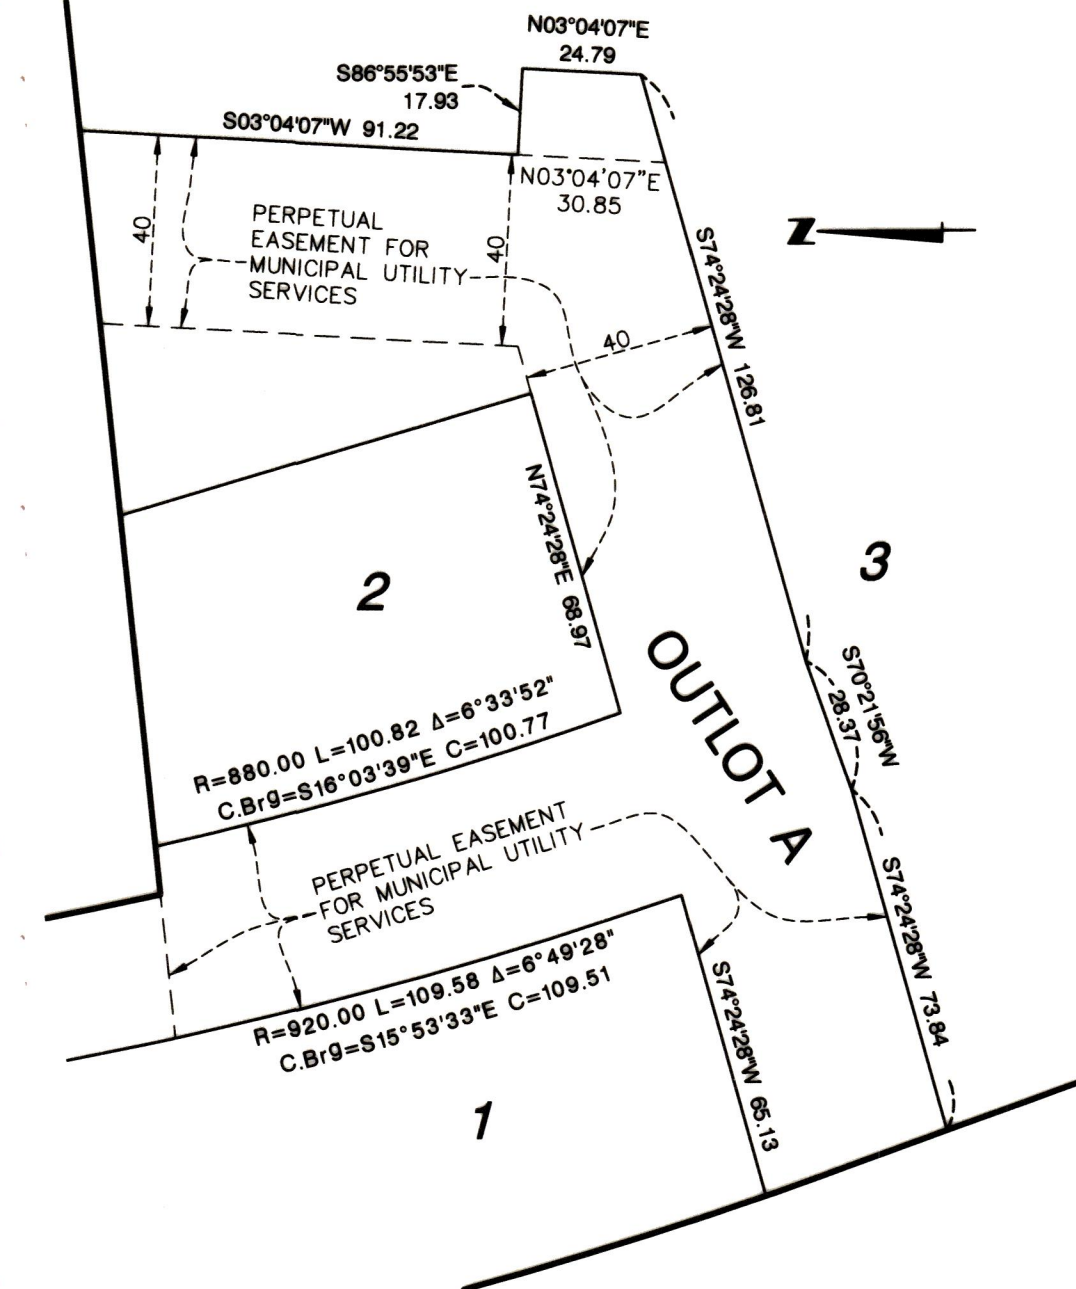 N03°04'07"E
24.79
S86°55'53"E
17.93
S03°04'07"W 91.22
N03°04'07"E
30.85
40
PERPETUAL
EASEMENT FOR
MUNICIPAL UTILITY
SERVICES
40
Z
S74°24'28"W 126.81
40
N74°24'28"E 68.97
2
3
OUTLOT A
S70°21'56"W
28.37
R=880.00 L=100.82 Δ=6°33'52"
C.Brg=S16°03'39"E C=100.77
PERPETUAL EASEMENT
FOR MUNICIPAL UTILITY
SERVICES
S74°24'28"W 73.84
R=920.00 L=109.58 Δ=6°49'28"
C.Brg=S15°53'33"E C=109.51
S74°24'28"W 65.13
1